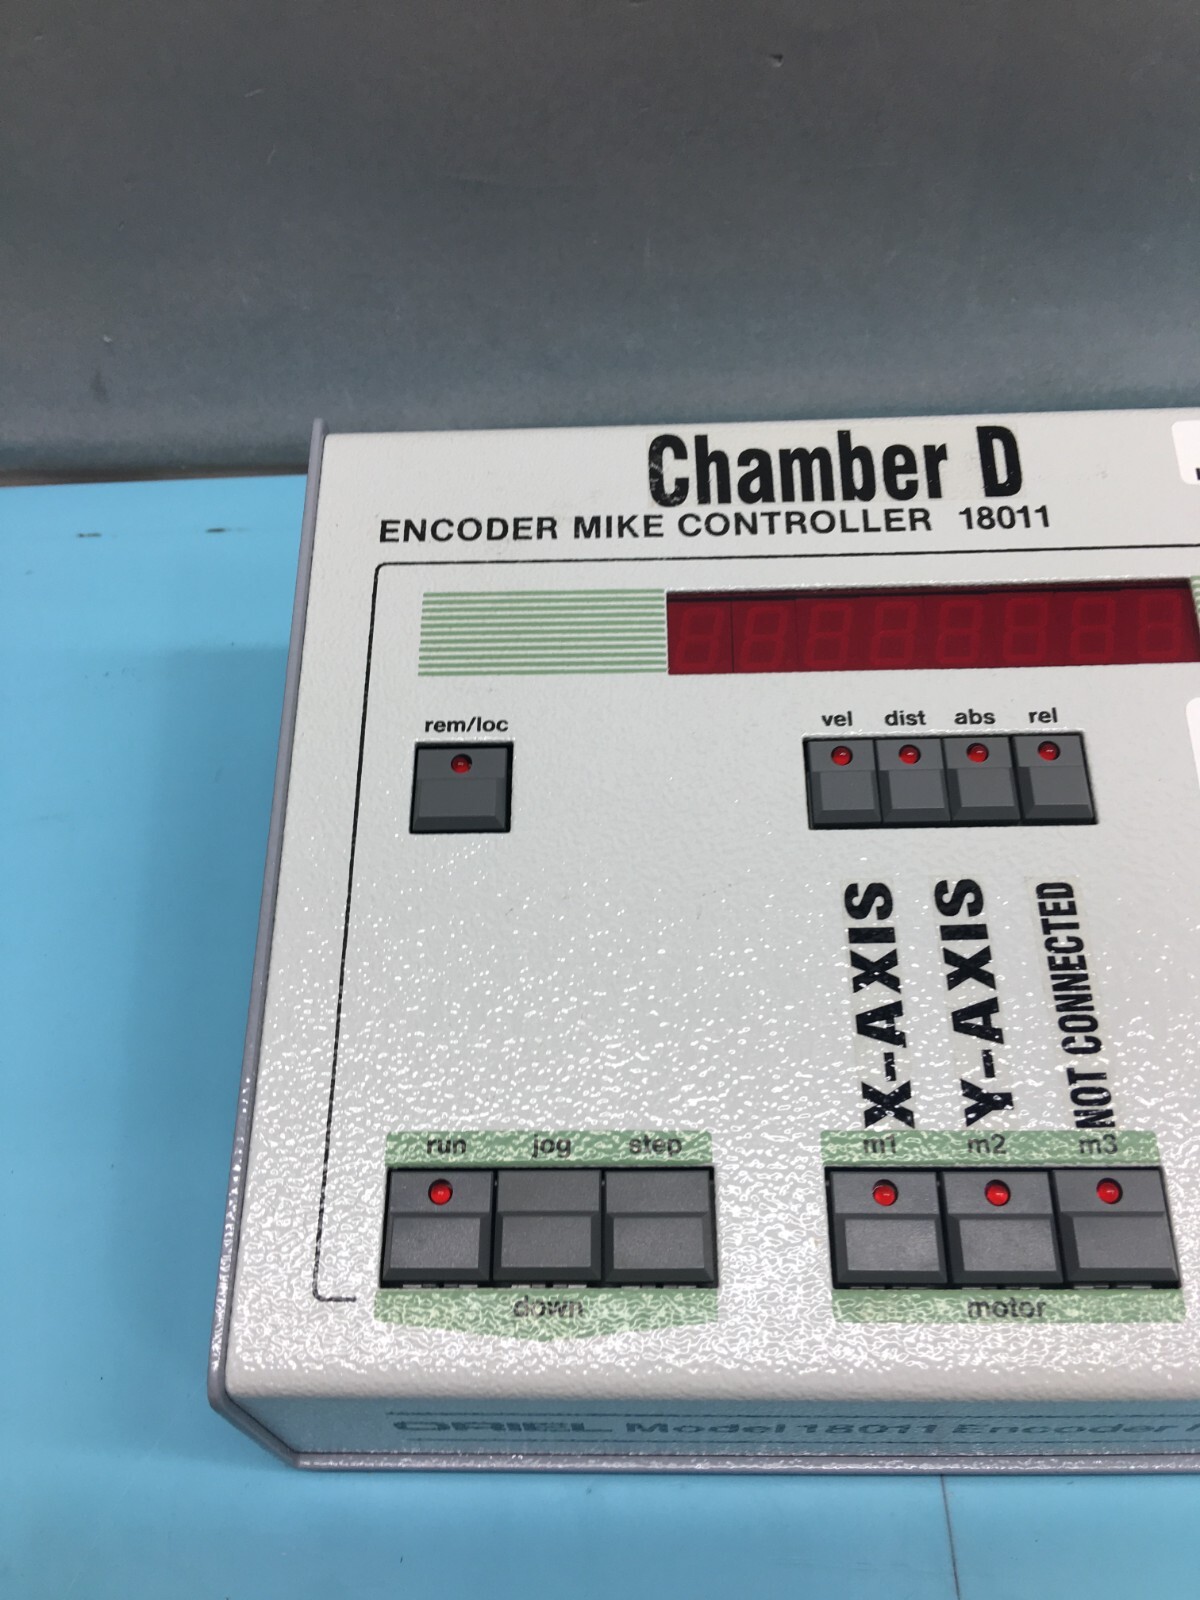 Chamber D
ENCODER MIKE CONTROLLER 18011
rem/loc
vel dist abs rel
X-AXIS
Y-AXIS
NOT CONNECTED
run jog step
m1 m2 m3
down
motor
ORIEL Model 18011 Encoder